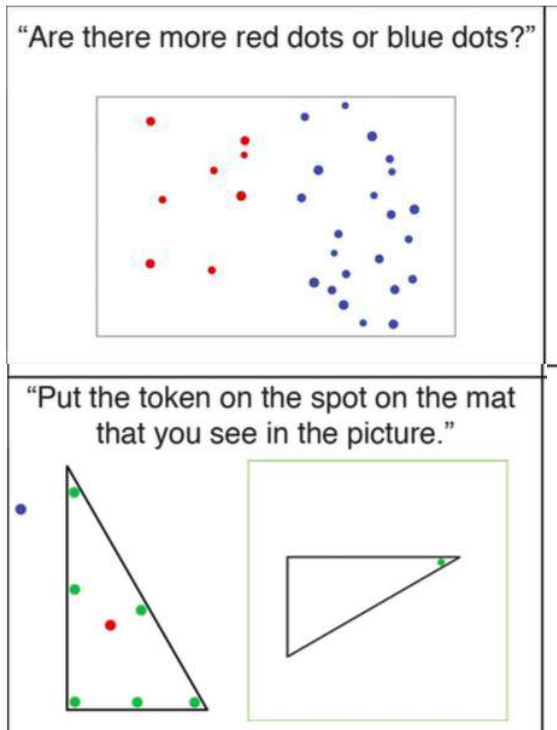 “Are there more red dots or blue dots?”
“Put the token on the spot on the mat
that you see in the picture.”